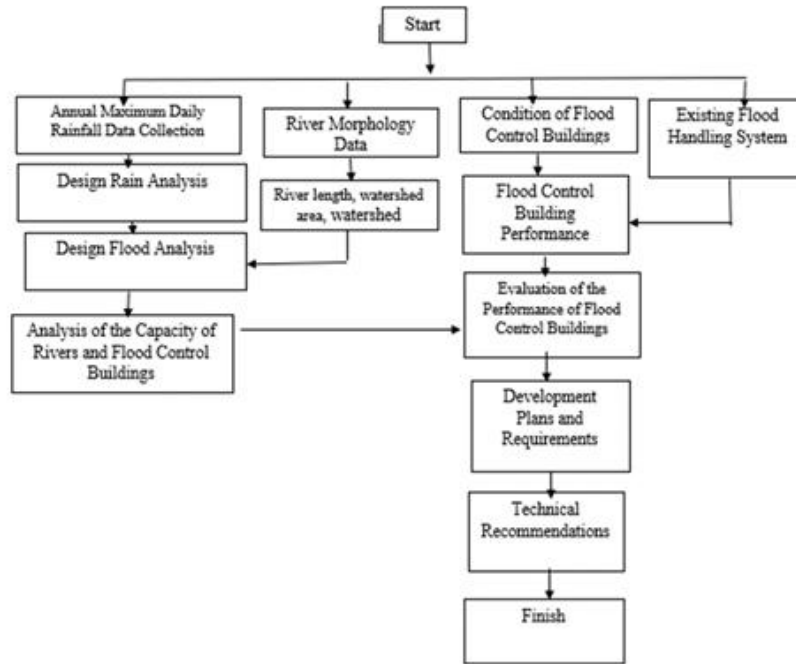 Start
Annual Maximum Daily
Rainfall Data Collection
River Morphology
Data
Condition of Flood
Control Buildings
Existing Flood
Handling System
Design Rain Analysis
River length, watershed
area, watershed
Flood Control
Building
Performance
Design Flood Analysis
Evaluation of the
Performance of Flood
Control Buildings
Analysis of the Capacity of
Rivers and Flood Control
Buildings
Development
Plans and
Requirements
Technical
Recommendations
Finish